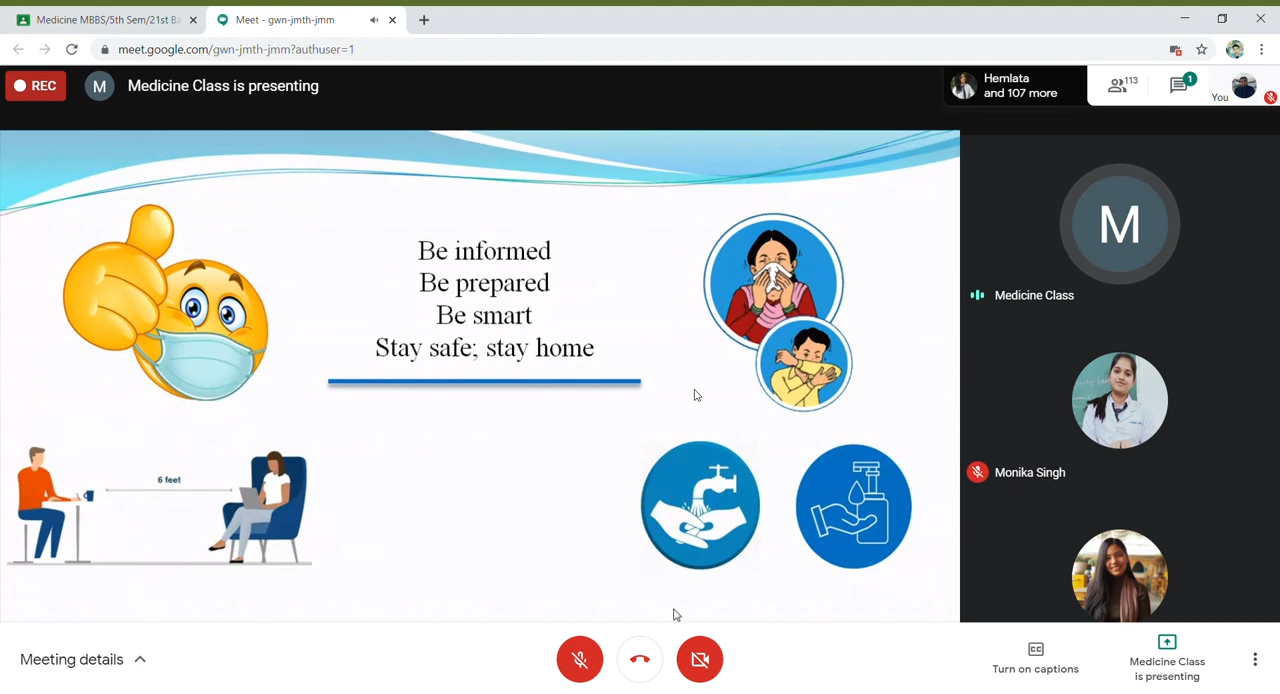 Medicine MBBS/5th Sem/21st Ba
Meet - gwn-jmth-jmm
meet.google.com/gwn-jmth-jmm?authuser=1
REC
M
Medicine Class is presenting
Hemlata
and 107 more
113
1
You
Be informed
Be prepared
Be smart
Stay safe; stay home
6 feet
M
Medicine Class
Monika Singh
Meeting details
CC
Turn on captions
Medicine Class
is presenting